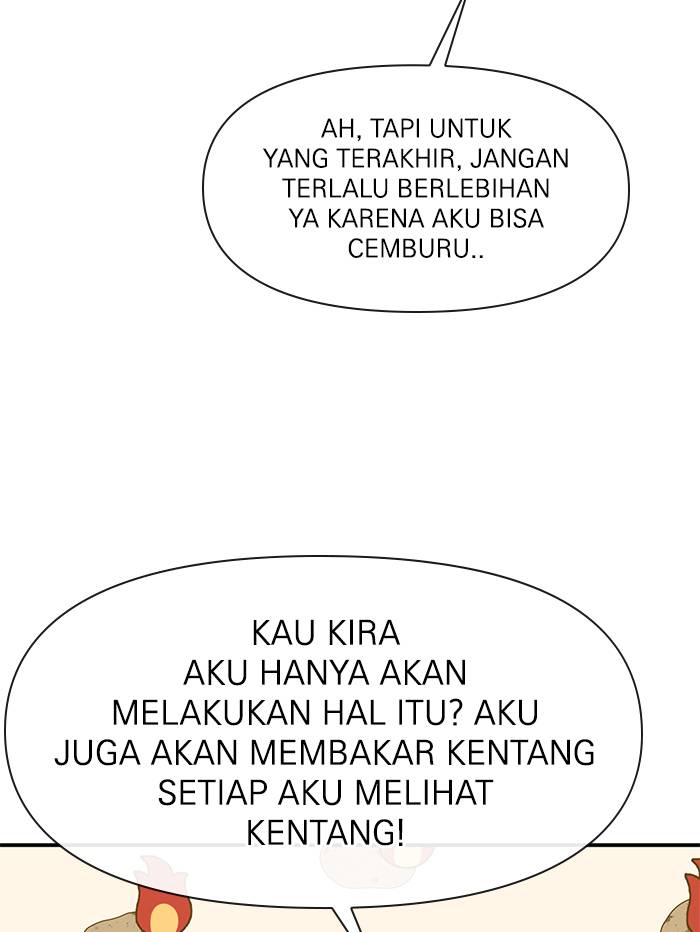 AH, TAPI UNTUK
YANG TERAKHIR, JANGAN
TERLALU BERLEBIHAN
YA KARENA AKU BISA
CEMBURU..
KAU KIRA
AKU HANYA AKAN
MELAKUKAN HAL ITU? AKU
JUGA AKAN MEMBAKAR KENTANG
SETIAP AKU MELIHAT
KENTANG!